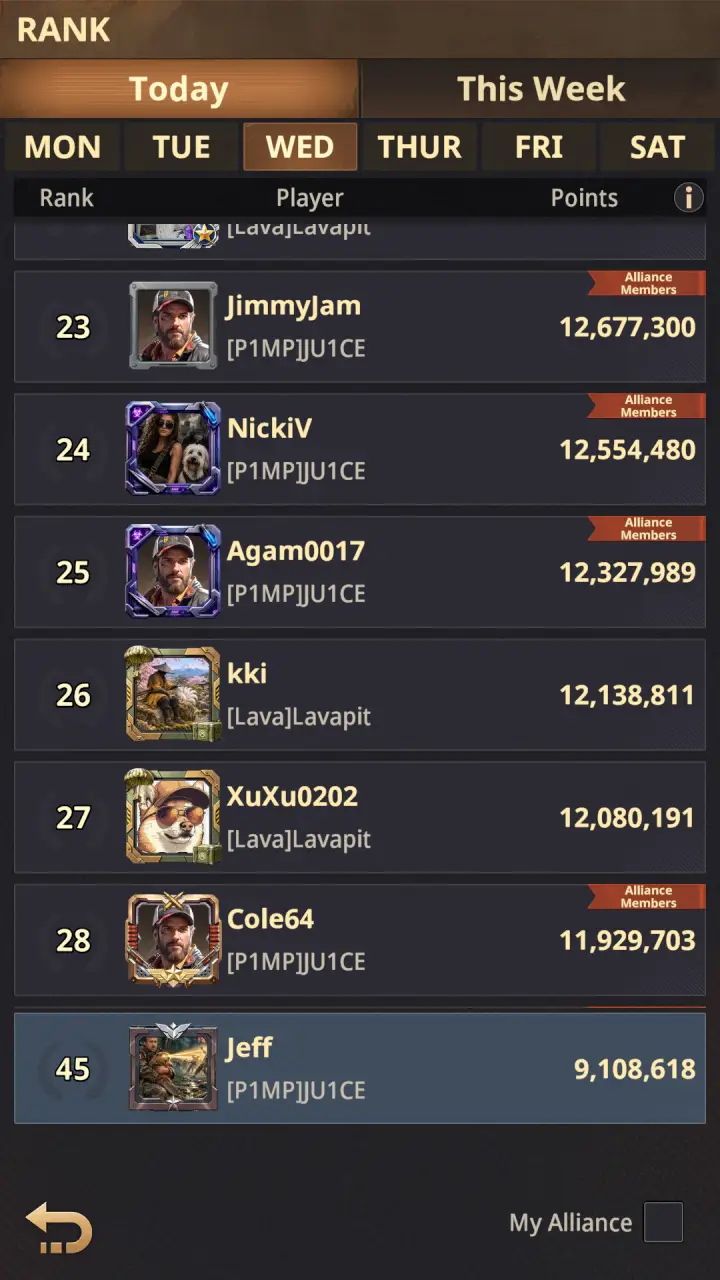 RANK
Today
This Week
MON
TUE
WED
THUR
FRI
SAT
Rank
Player
Points
[Lava]Lavapit
Alliance
Members
23
JimmyJam
12,677,300
[P1MP]JU1CE
Alliance
Members
24
NickiV
12,554,480
[P1MP]JU1CE
Alliance
Members
25
Agam0017
12,327,989
[P1MP]JU1CE
26
kki
12,138,811
[Lava]Lavapit
27
XuXu0202
12,080,191
[Lava]Lavapit
Alliance
Members
28
Cole64
11,929,703
[P1MP]JU1CE
45
Jeff
9,108,618
[P1MP]JU1CE
My Alliance